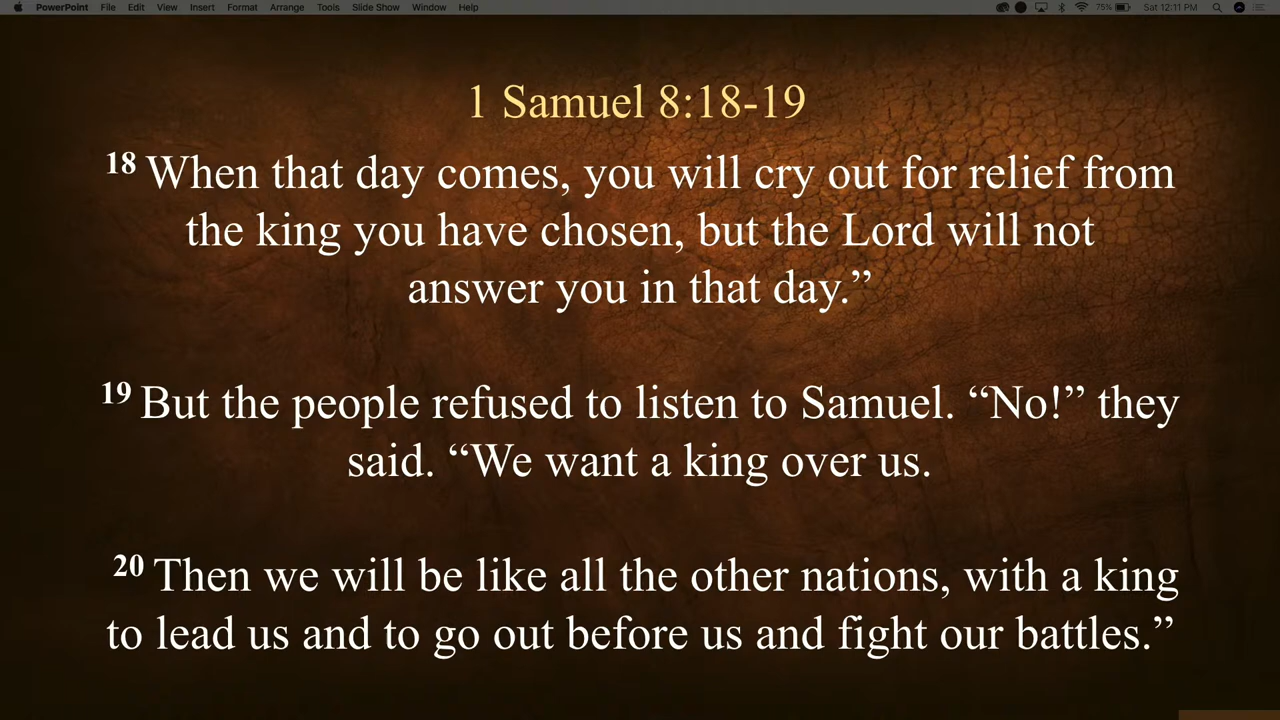 PowerPoint File Edit View Insert Format Arrange Tools Slide Show Window Help 75% Sat 12:11 PM
1 Samuel 8:18-19
18 When that day comes, you will cry out for relief from
the king you have chosen, but the Lord will not
answer you in that day.”
19 But the people refused to listen to Samuel. “No!” they
said. “We want a king over us.
20 Then we will be like all the other nations, with a king
to lead us and to go out before us and fight our battles.”